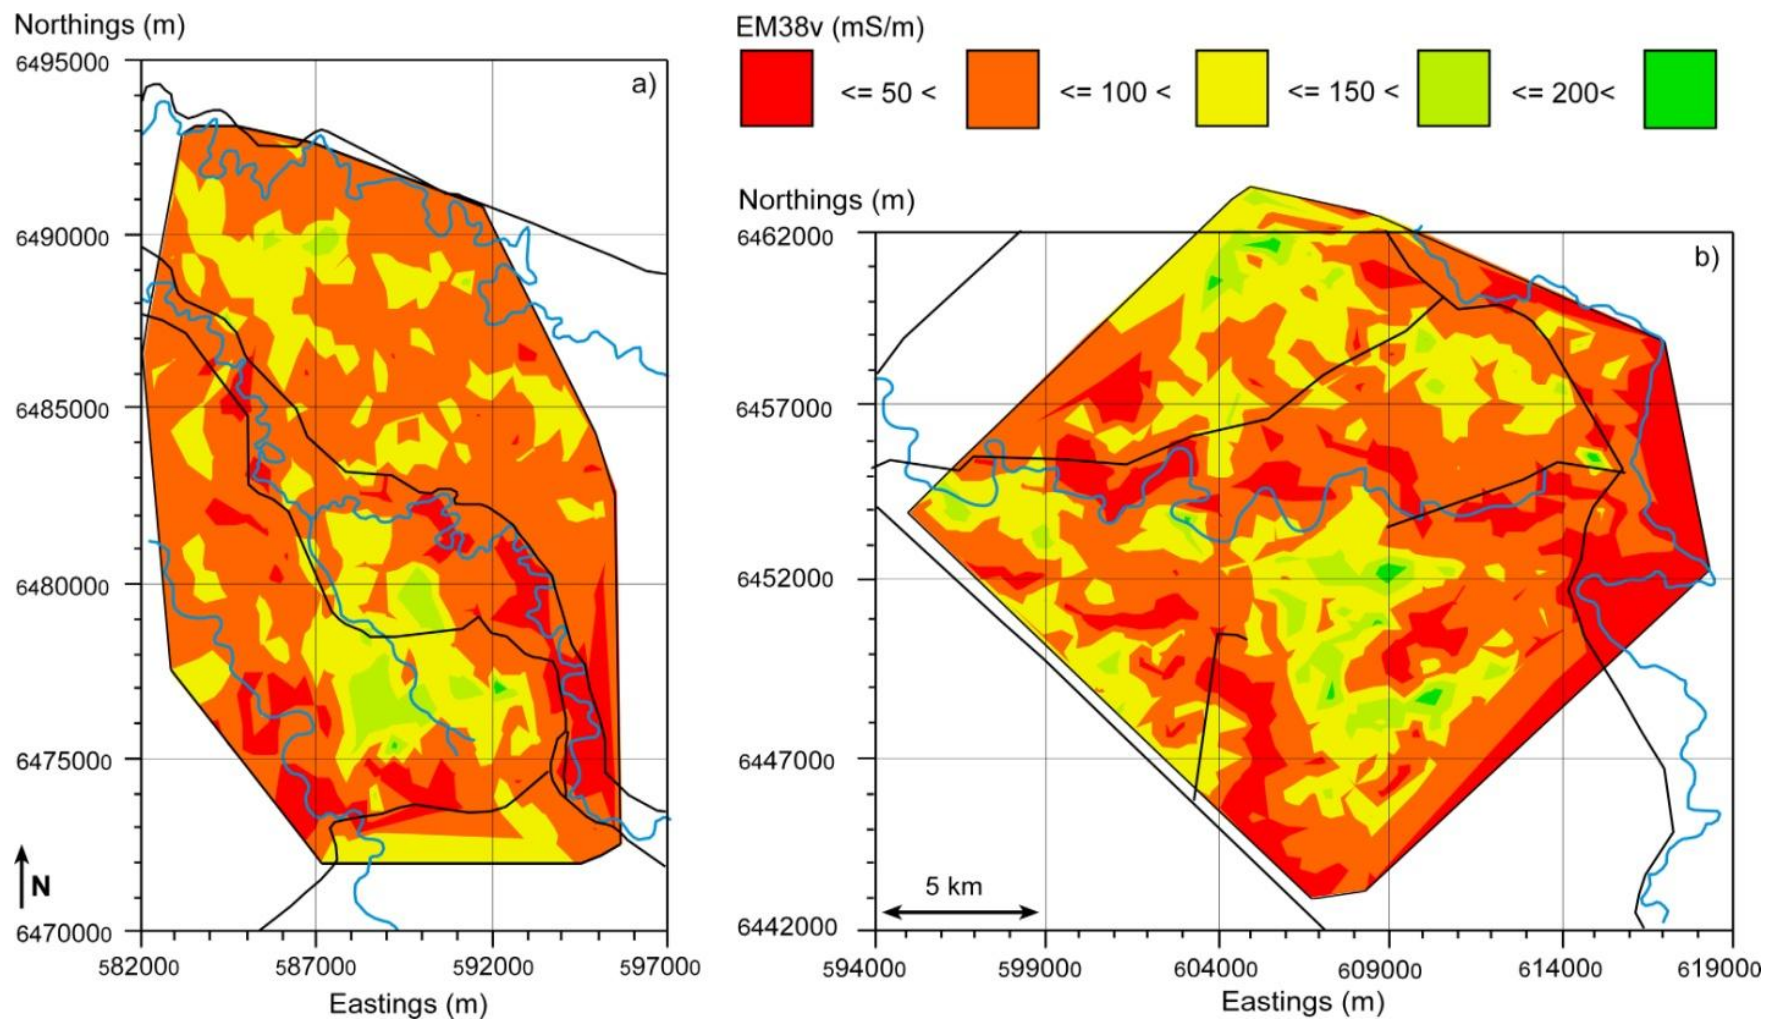 Northings (m)
6495000
a)
6490000
6485000
6480000
6475000
6470000
N
582000 587000 592000 597000
Eastings (m)
EM38v (mS/m)
<= 50 < <= 100 < <= 150 < <= 200<
Northings (m)
6462000
b)
6457000
6452000
6447000
5 km
6442000
594000 599000 604000 609000 614000 619000
Eastings (m)